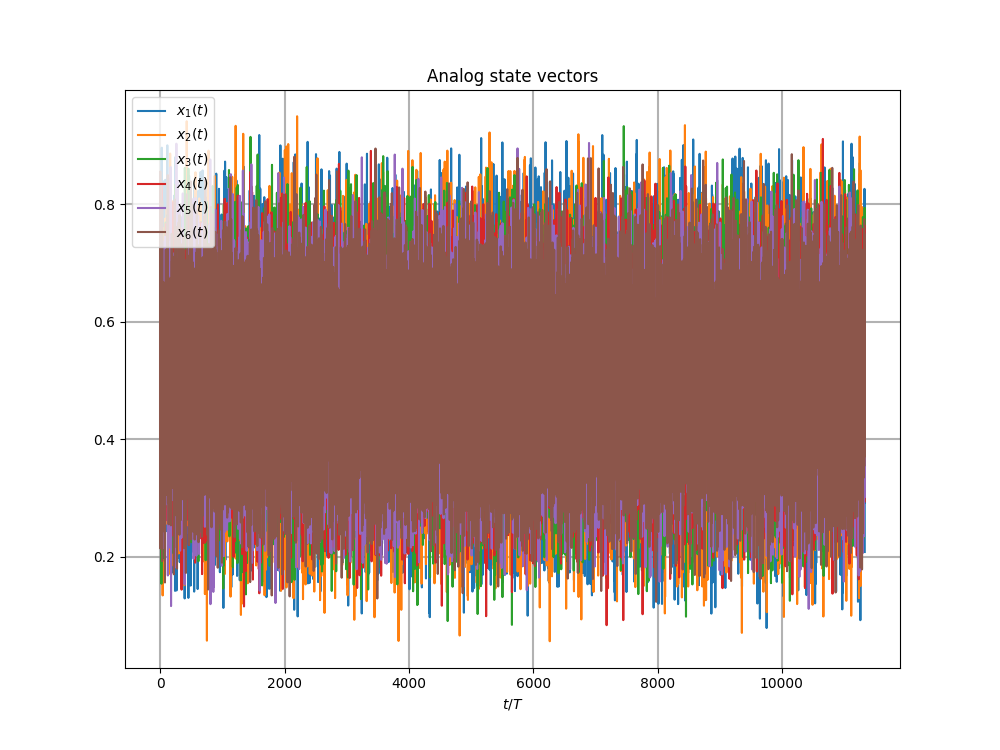 Analog state vectors
x₁(t)
x₂(t)
x₃(t)
x₄(t)
x₅(t)
x₆(t)
0.8
0.6
0.4
0.2
0 2000 4000 6000 8000 10000
t/T